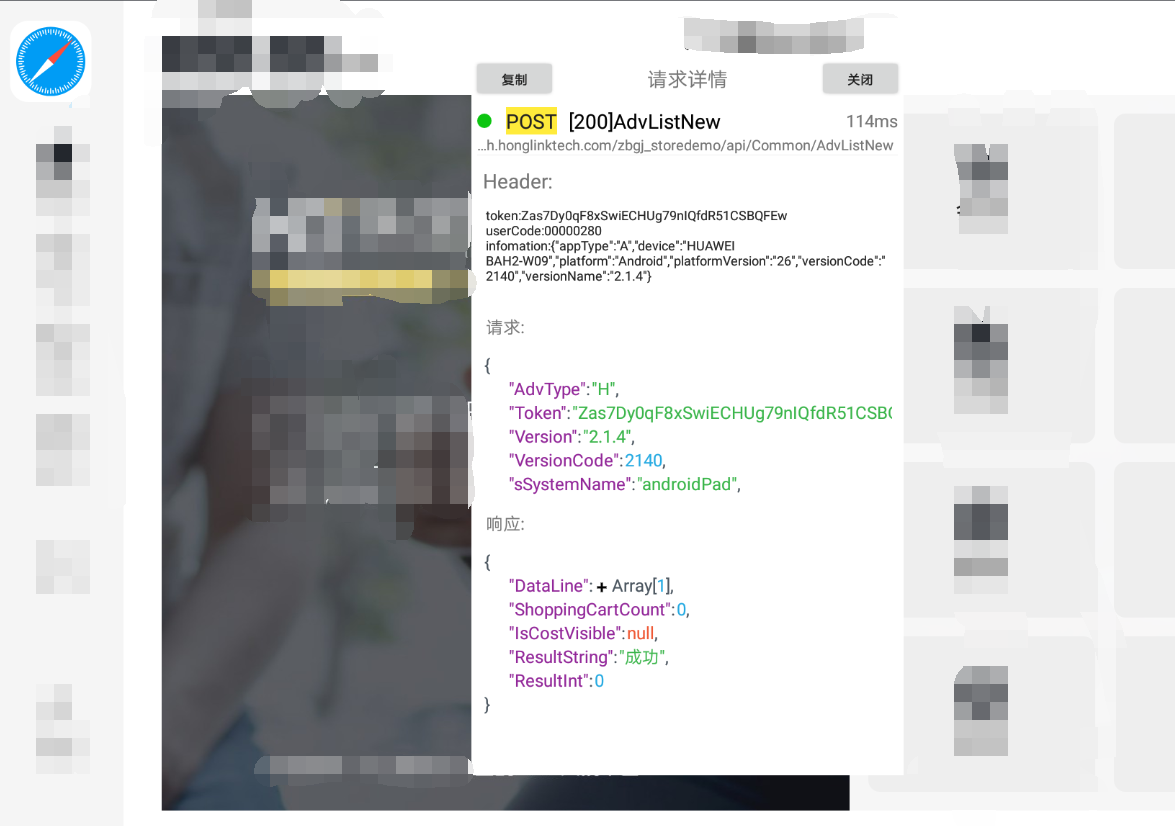 复制 请求详情 关闭
POST [200]AdvListNew 114ms
…h.honglinktech.com/zbgj_storedemo/api/Common/AdvListNew
Header:
token:Zas7Dy0qF8xSwiECHUg79nIQfdR51CSBQFEw
userCode:00000280
infomation:{"appType":"A","device":"HUAWEI
BAH2-W09","platform":"Android","platformVersion":"26","versionCode":"
2140","versionName":"2.1.4"}
请求:
{
"AdvType":"H",
"Token":"Zas7Dy0qF8xSwiECHUg79nIQfdR51CSB
"Version":"2.1.4",
"VersionCode":2140,
"sSystemName":"androidPad",
响应:
{
"DataLine":+ Array[1],
"ShoppingCartCount":0,
"IsCostVisible":null,
"ResultString":"成功",
"ResultInt":0
}